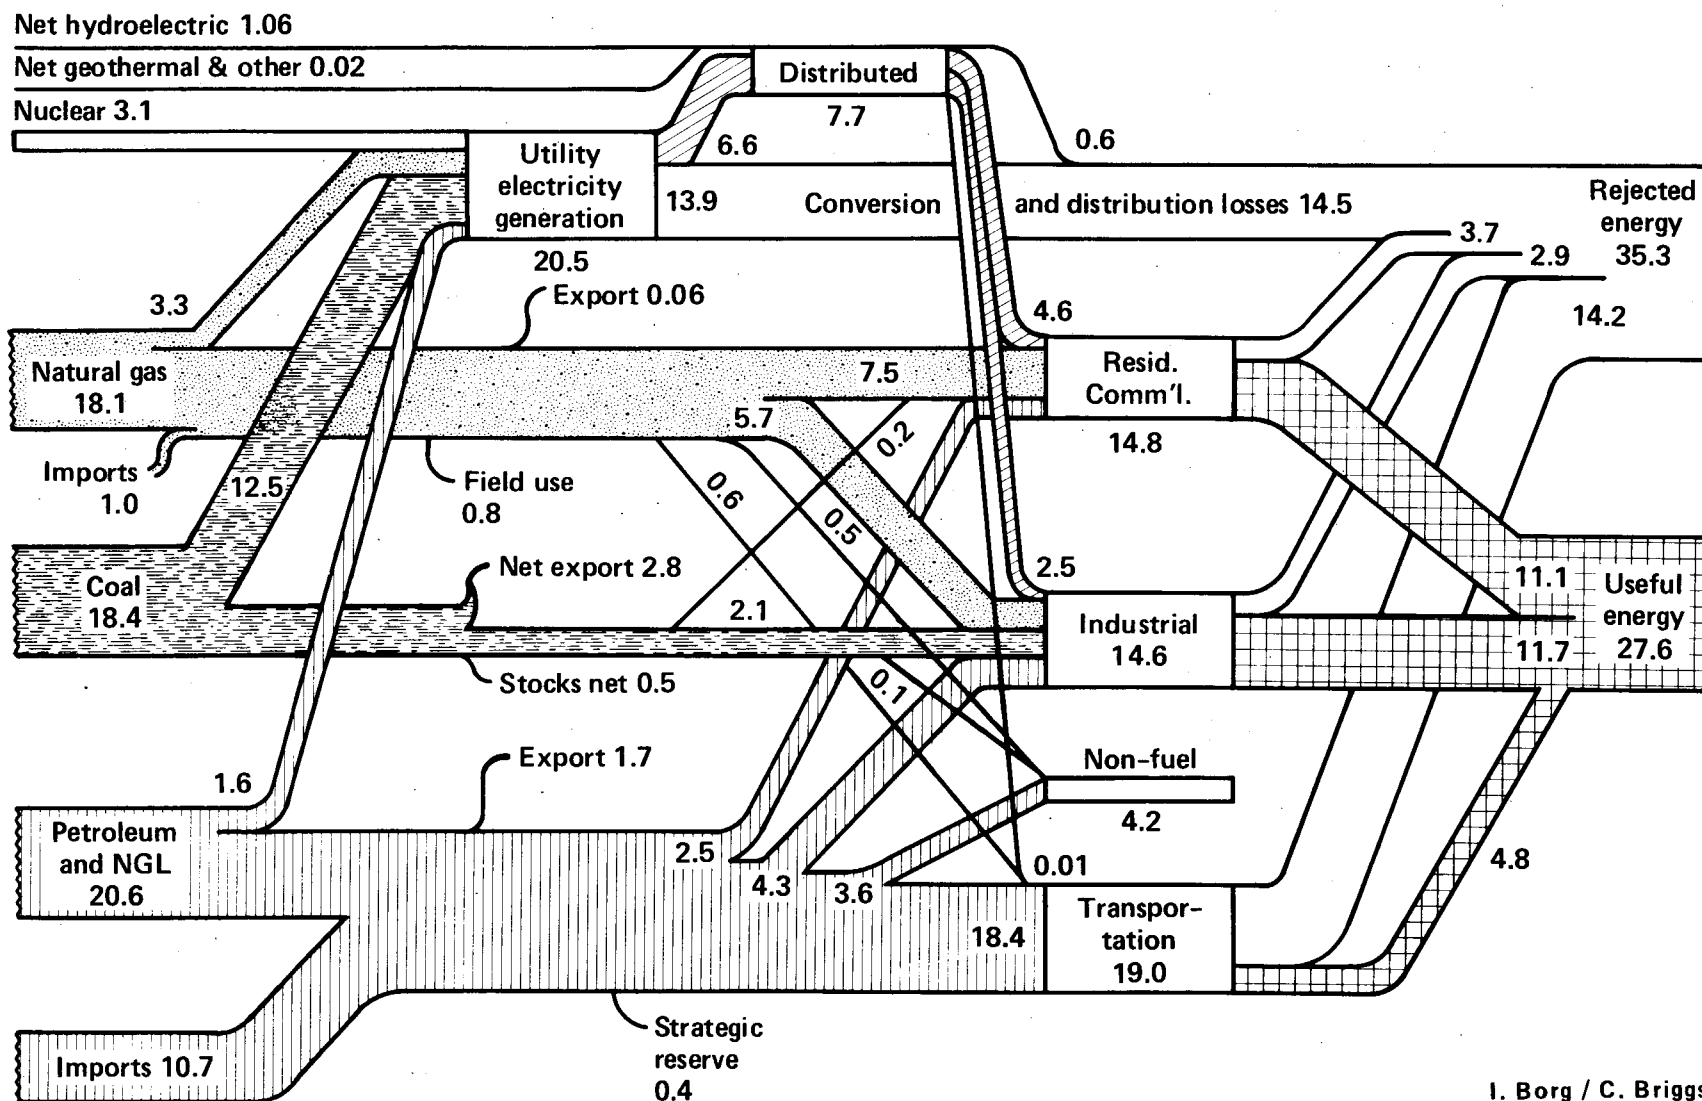 Net hydroelectric 1.06
Net geothermal & other 0.02
Nuclear 3.1
Distributed
7.7
6.6
0.6
Utility
electricity
generation
20.5
13.9
Conversion and distribution losses 14.5
Rejected
energy
35.3
3.7
2.9
14.2
3.3
Export 0.06
4.6
Natural gas
18.1
7.5
Resid.
Comm'l.
14.8
5.7
0.2
Imports
1.0
12.5
Field use
0.8
0.6
0.5
Net export 2.8
2.5
Coal
18.4
2.1
Industrial
14.6
11.1
11.7
Useful
energy
27.6
Stocks net 0.5
0.1
Export 1.7
Non-fuel
4.2
1.6
Petroleum
and NGL
20.6
2.5
4.3
3.6
0.01
4.8
18.4
Transpor-
tation
19.0
Imports 10.7
Strategic
reserve
0.4
I. Borg / C. Briggs